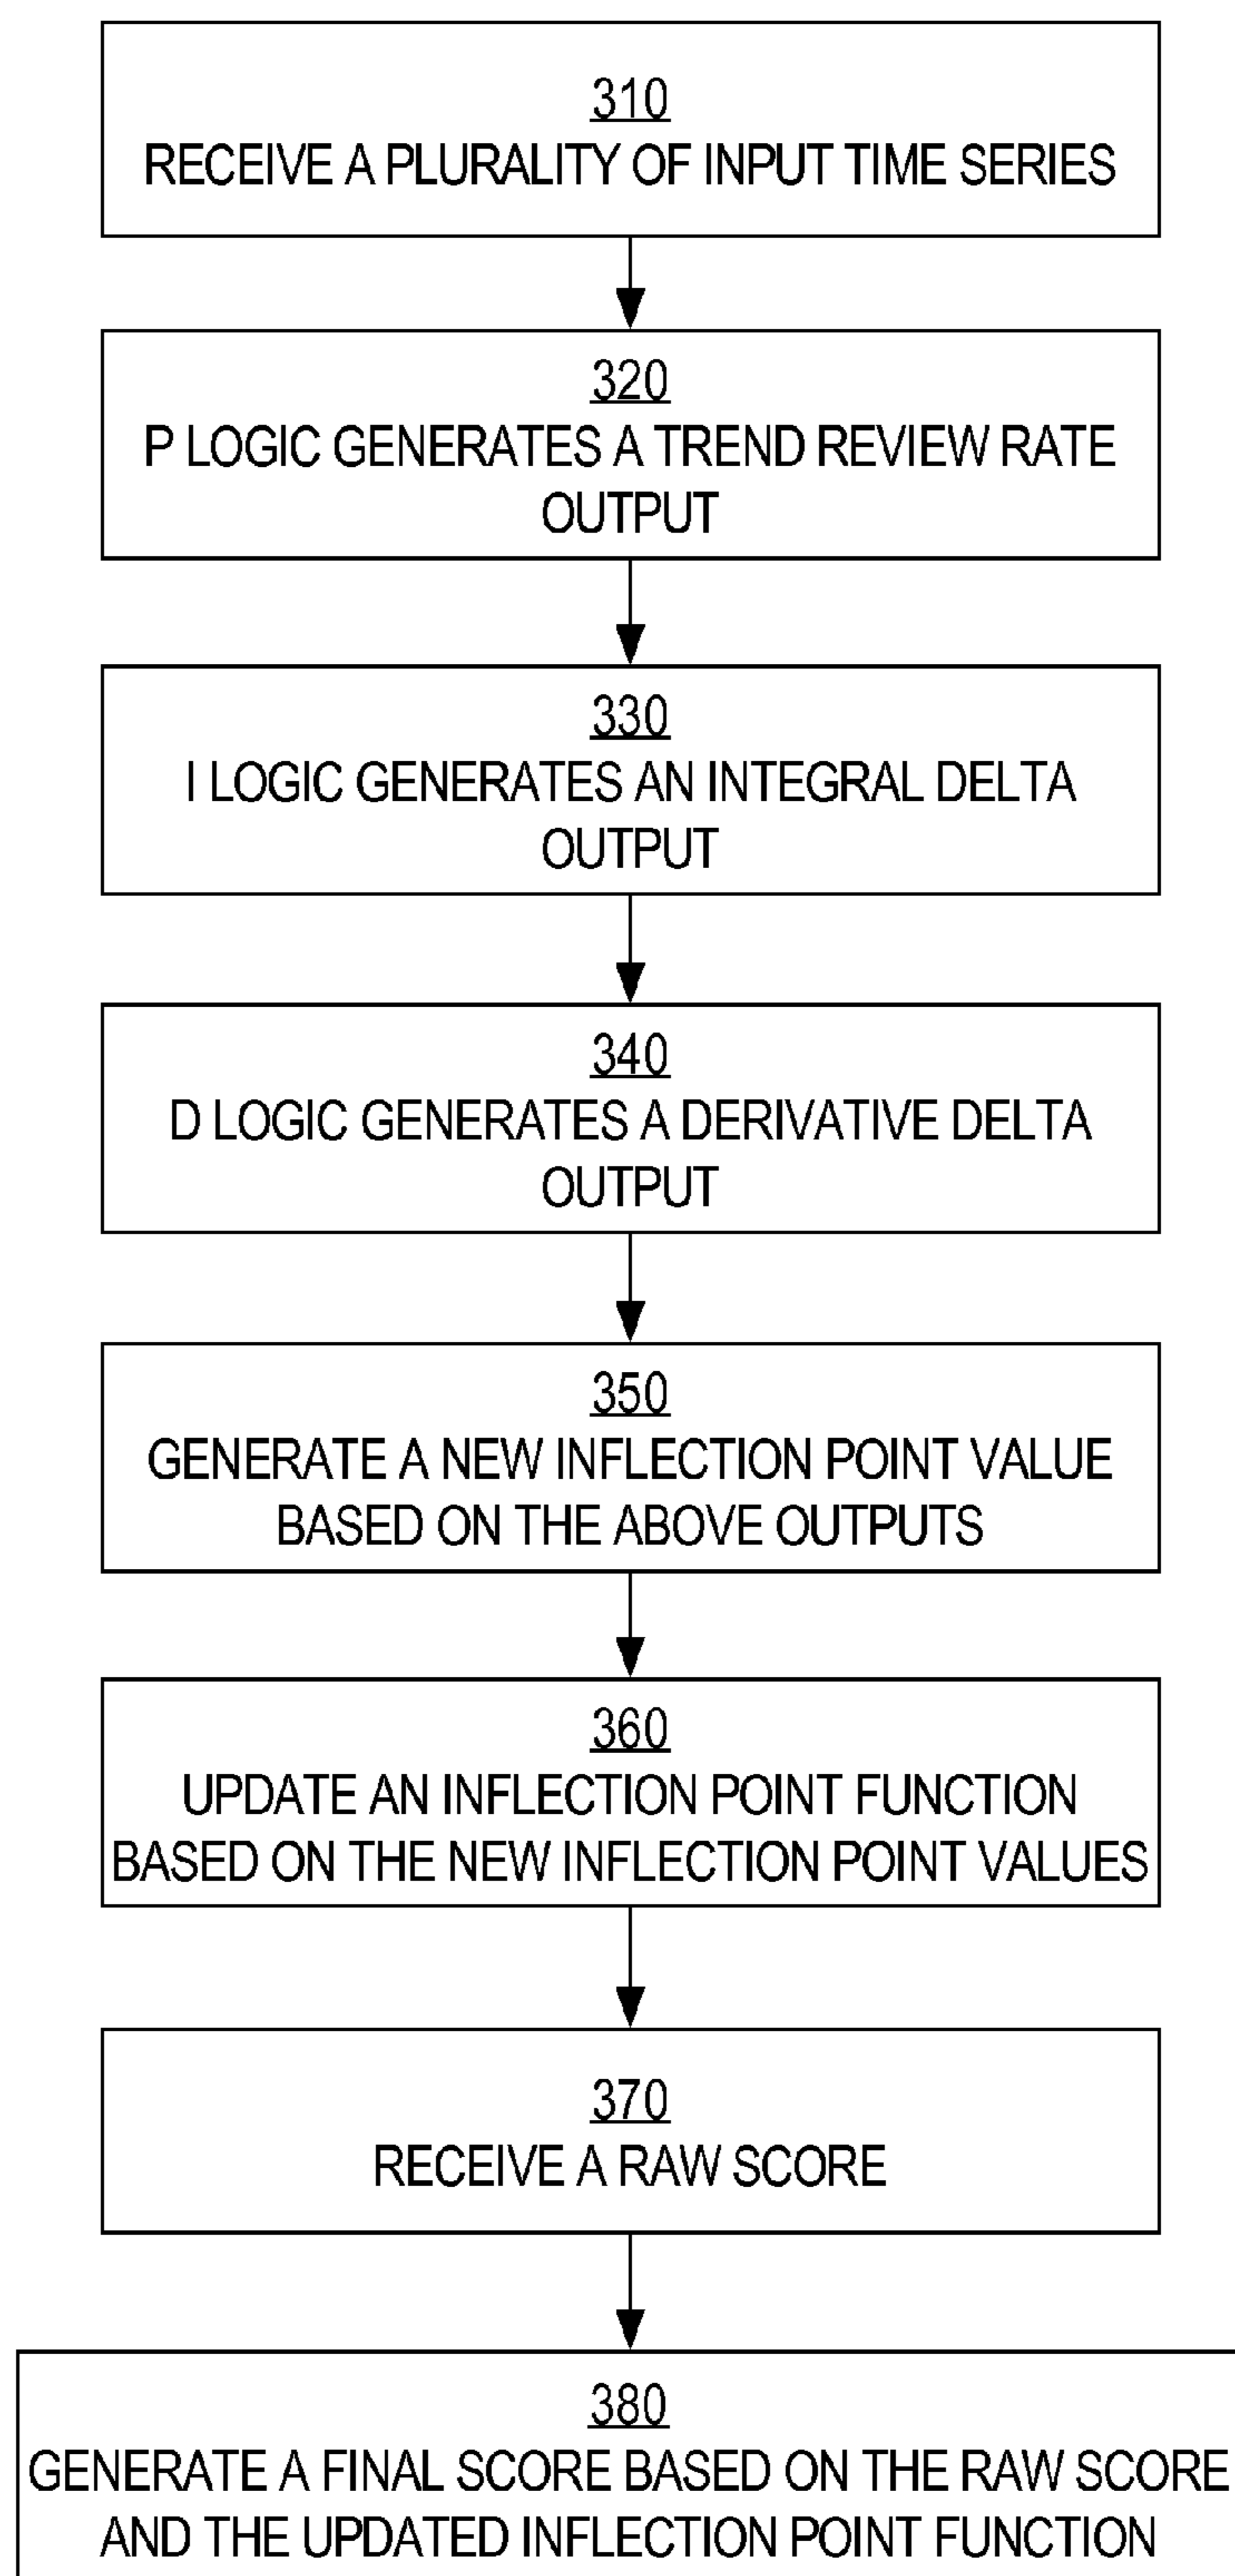 310
RECEIVE A PLURALITY OF INPUT TIME SERIES
320
P LOGIC GENERATES A TREND REVIEW RATE
OUTPUT
330
I LOGIC GENERATES AN INTEGRAL DELTA
OUTPUT
340
D LOGIC GENERATES A DERIVATIVE DELTA
OUTPUT
350
GENERATE A NEW INFLECTION POINT VALUE
BASED ON THE ABOVE OUTPUTS
360
UPDATE AN INFLECTION POINT FUNCTION
BASED ON THE NEW INFLECTION POINT VALUES
370
RECEIVE A RAW SCORE
380
GENERATE A FINAL SCORE BASED ON THE RAW SCORE
AND THE UPDATED INFLECTION POINT FUNCTION